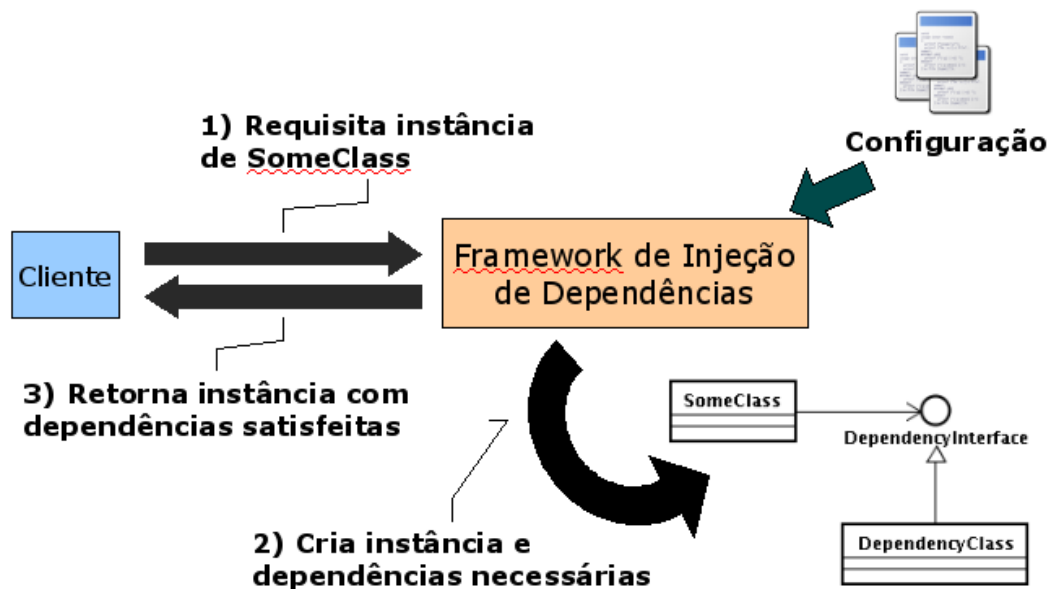 Configuração
1) Requisita instância
de SomeClass
Cliente
Framework de Injeção
de Dependências
3) Retorna instância com
dependências satisfeitas
SomeClass
DependencyInterface
DependencyClass
2) Cria instância e
dependências necessárias